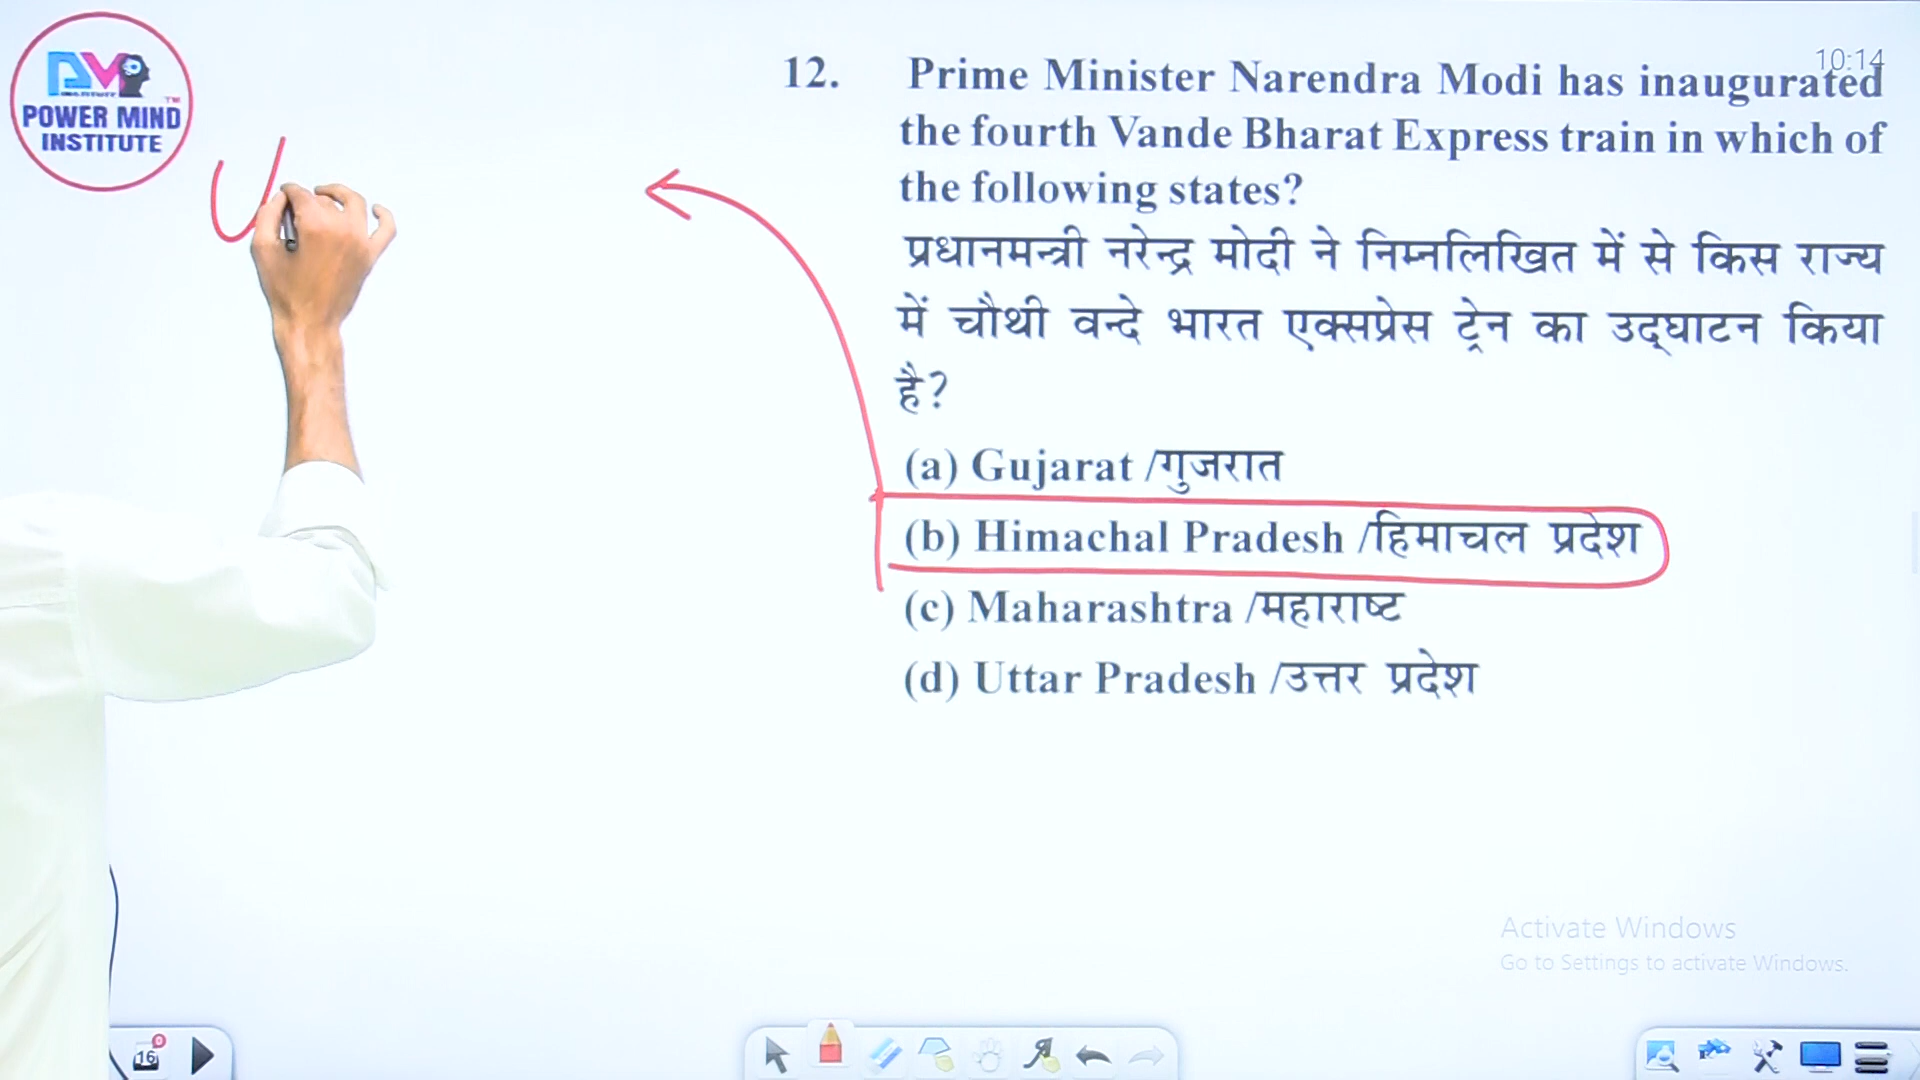 POWER MIND
INSTITUTE
TM
10:14
12. Prime Minister Narendra Modi has inaugurated
the fourth Vande Bharat Express train in which of
the following states?
प्रधानमन्त्री नरेन्द्र मोदी ने निम्नलिखित में से किस राज्य
में चौथी वन्दे भारत एक्सप्रेस ट्रेन का उद्घाटन किया
है?
(a) Gujarat /गुजरात
(b) Himachal Pradesh /हिमाचल प्रदेश
(c) Maharashtra /महाराष्ट
(d) Uttar Pradesh /उत्तर प्रदेश
Activate Windows
Go to Settings to activate Windows.
16
0